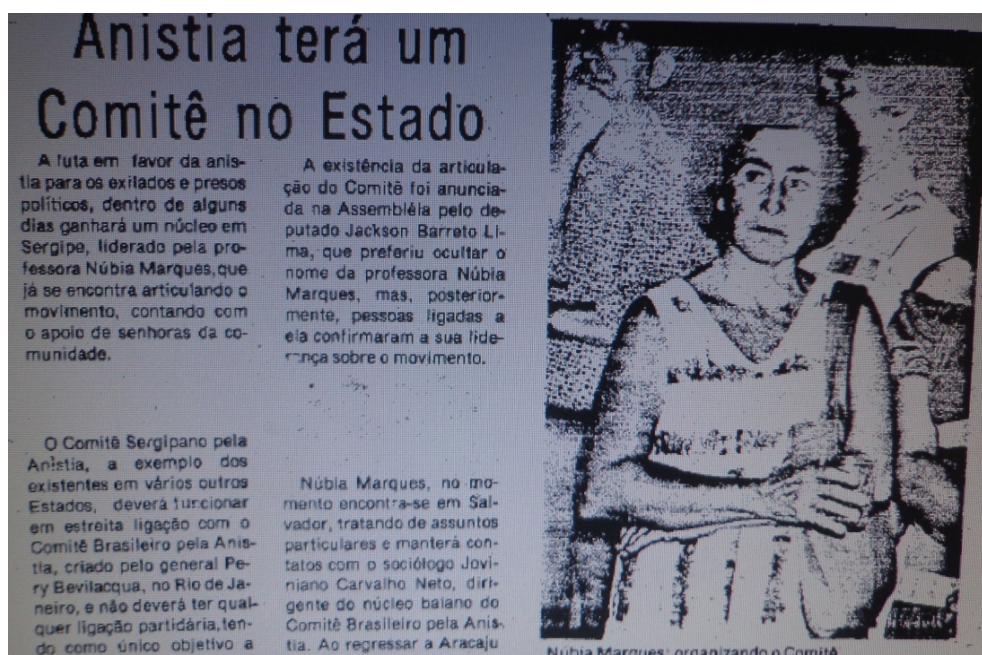 Anistia terá um
Comitê no Estado
A luta em favor da anis-
tia para os exilados e presos
políticos, dentro de alguns
dias ganhará um núcleo em
Sergipe, liderado pela pro-
fessora Núbia Marques, que
já se encontra articulando o
movimento, contando com
o apoio de senhoras da co-
munidade.
O Comitê Sergipano pela
Anistia, a exemplo dos
existentes em vários outros
Estados, deverá furcionar
em estreita ligação com o
Comitê Brasileiro pela Anis-
tia, criado pelo general Pe-
ry Bevilacqua, no Rio de Ja-
neiro, e não deverá ter qual-
quer ligação partidária, ten-
do como único objetivo a
A existência da articula-
ção do Comitê foi anuncia-
da na Assembléia pelo de-
putado Jackson Barreto Li-
ma, que preferiu ocultar o
nome da professora Núbia
Marques, mas, posterior-
mente, pessoas ligadas a
ela confirmaram a sua lide-
rança sobre o movimento.
Núbia Marques, no mo-
mento encontra-se em Sal-
vador, tratando de assuntos
particulares e manterá con-
tatos com o sociólogo Jovi-
niano Carvalho Neto, diri-
gente do núcleo baiano do
Comitê Brasileiro pela Anis-
tia. Ao regressar a Aracaju
Núbia Marques: organizando o Comitê